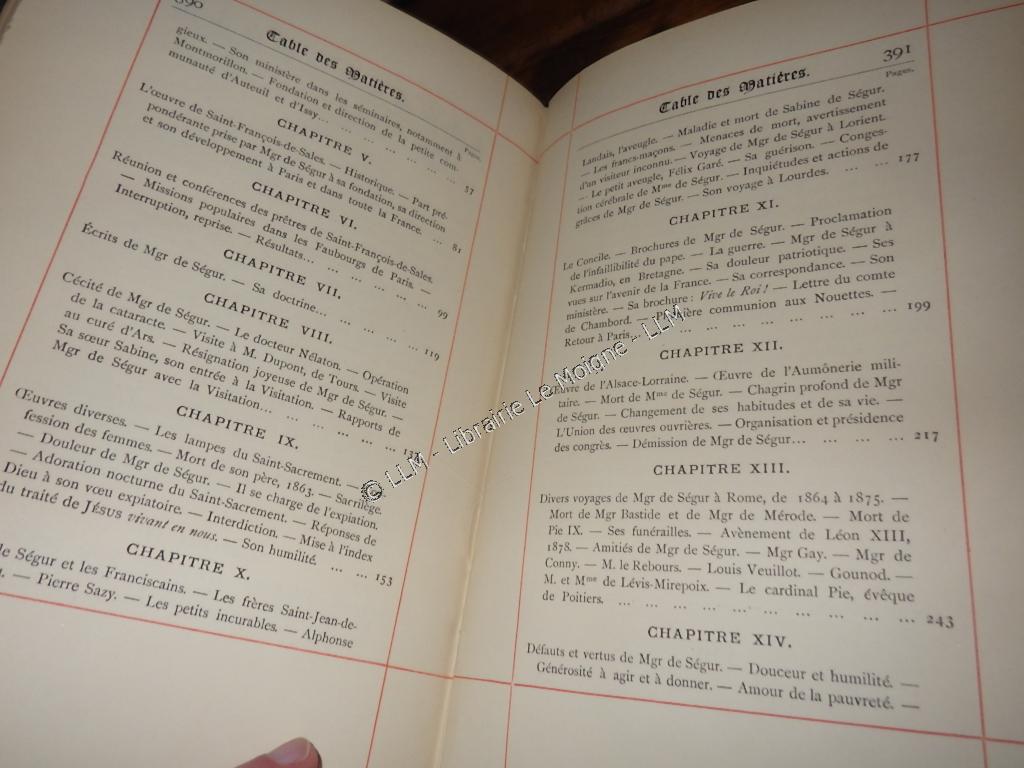 390
Table des Matières.
Pages.
gieux. — Son ministère dans les séminaires, notamment à
Montmorillon. — Fondation et direction de la petite com-
munauté d'Auteuil et d'Issy... ... ... ... ... ... 57
CHAPITRE V.
L'œuvre de Saint-François-de-Sales. — Historique. — Part pré-
pondérante prise par Mgr de Ségur à sa fondation, sa direction
et son développement à Paris et dans toute la France. ... 81
CHAPITRE VI.
Réunion et conférences des prêtres de Saint-François-de-Sales.
— Missions populaires dans les Faubourgs de Paris. —
Interruption, reprise. — Résultats... ... ... ... ... ... 99
CHAPITRE VII.
Écrits de Mgr de Ségur. — Sa doctrine... ... ... ... ... 119
CHAPITRE VIII.
Cécité de Mgr de Ségur. — Le docteur Nélaton. — Opération
de la cataracte. — Visite à M. Dupont, de Tours. — Visite
au curé d'Ars. — Résignation joyeuse de Mgr de Ségur. —
Sa sœur Sabine, son entrée à la Visitation. — Rapports de
Mgr de Ségur avec la Visitation... ... ... ... ... ...
CHAPITRE IX.
Œuvres diverses. — Les lampes du Saint-Sacrement. —
fession des femmes. — Mort de son père, 1863. — Sacrilège.
— Douleur de Mgr de Ségur. — Il se charge de l'expiation.
— Adoration nocturne du Saint-Sacrement. — Réponses de
Dieu à son vœu expiatoire. — Interdiction. — Mise à l'index
du traité de JÉSUS vivant en nous. — Son humilité. ... ... 153
CHAPITRE X.
de Ségur et les Franciscains. — Les frères Saint-Jean-de-
— Pierre Sazy. — Les petits incurables. — Alphonse
391
Table des Matières.
Pages.
Landais, l'aveugle. — Maladie et mort de Sabine de Ségur.
— Les francs-maçons. — Menaces de mort, avertissement
d'un visiteur inconnu. — Voyage de Mgr de Ségur à Lorient.
— Le petit aveugle, Félix Garé. — Sa guérison. — Conges-
tion cérébrale de Mme de Ségur. — Inquiétudes et actions de
grâces de Mgr de Ségur. — Son voyage à Lourdes. ... ... 177
CHAPITRE XI.
Le Concile. — Brochures de Mgr de Ségur. — Proclamation
de l'infaillibilité du pape. — La guerre. — Mgr de Ségur à
Kermadio, en Bretagne. — Sa douleur patriotique. — Ses
vues sur l'avenir de la France. — Sa correspondance. — Son
ministère. — Sa brochure : Vive le Roi ! — Lettre du comte
de Chambord. — Première communion aux Nouettes. —
Retour à Paris. ... ... ... ... ... ... ... 199
CHAPITRE XII.
Œuvre de l'Alsace-Lorraine. — Œuvre de l'Aumônerie mili-
taire. — Mort de Mme de Ségur. — Chagrin profond de Mgr
de Ségur. — Changement de ses habitudes et de sa vie. —
L'Union des œuvres ouvrières. — Organisation et présidence
des congrès. — Démission de Mgr de Ségur... ... ... ... 217
CHAPITRE XIII.
Divers voyages de Mgr de Ségur à Rome, de 1864 à 1875. —
Mort de Mgr Bastide et de Mgr de Mérode. — Mort de
Pie IX. — Ses funérailles. — Avènement de Léon XIII,
1878. — Amitiés de Mgr de Ségur. — Mgr Gay. — Mgr de
Conny. — M. le Rebours. — Louis Veuillot. — Gounod. —
M. et Mme de Lévis-Mirepoix. — Le cardinal Pie, évêque
de Poitiers. ... ... ... ... ... ... ... ... 243
CHAPITRE XIV.
Défauts et vertus de Mgr de Ségur. — Douceur et humilité. —
Générosité à agir et à donner. — Amour de la pauvreté. —
© LLM - Librairie Le Moigne - LLM